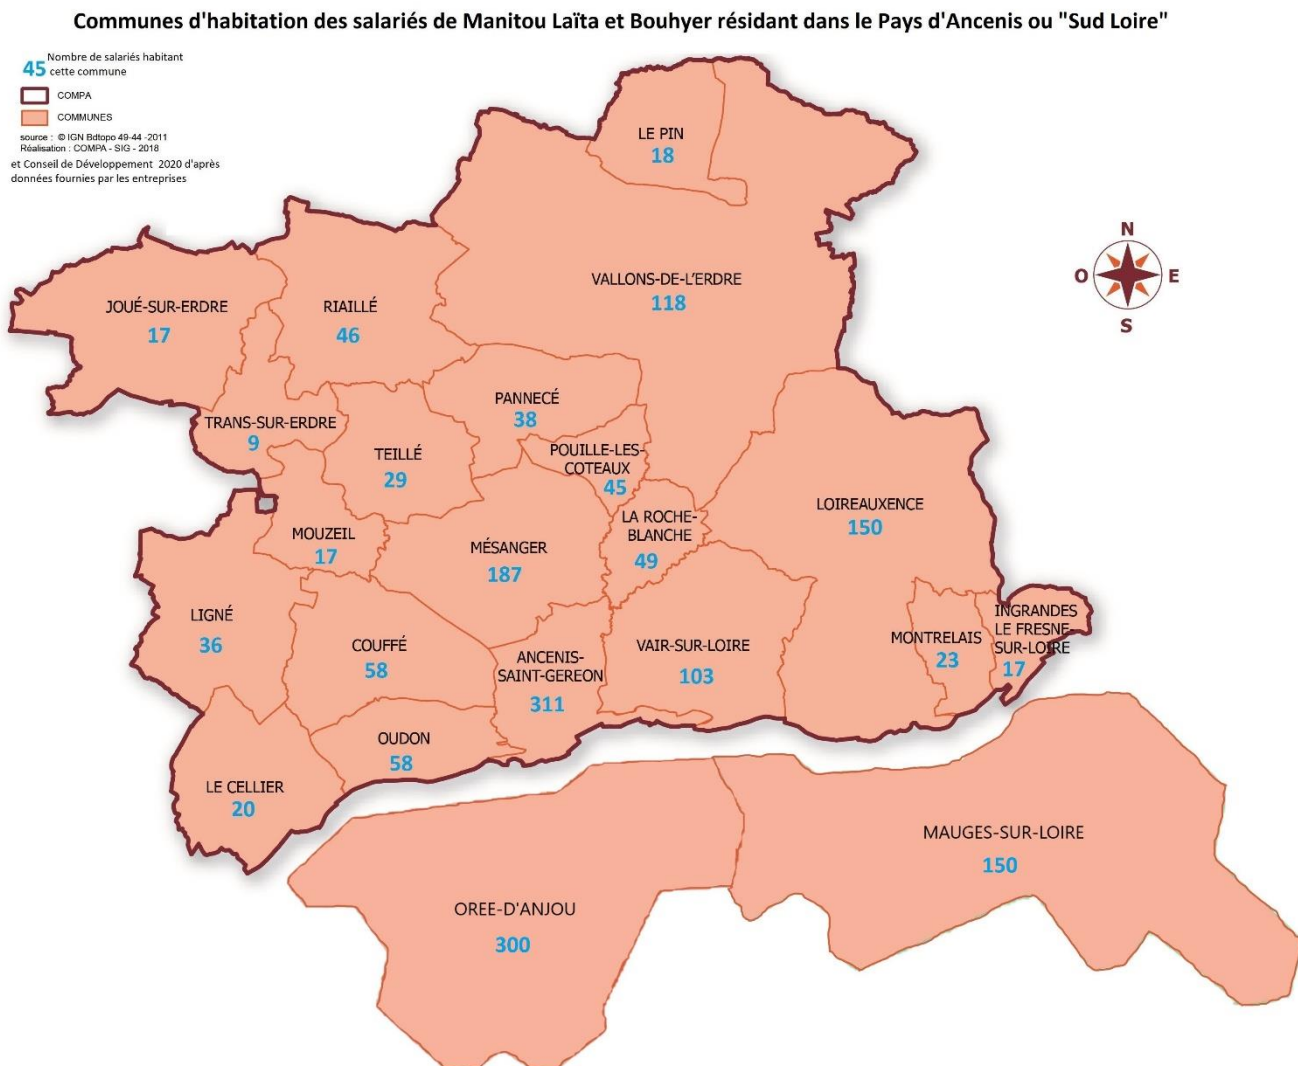 Communes d'habitation des salariés de Manitou Laïta et Bouhyer résidant dans le Pays d'Ancenis ou "Sud Loire"
45 Nombre de salariés habitant
cette commune
COMPA
COMMUNES
source : © IGN Bdtopo 49-44 -2011
Réalisation : COMPA - SIG - 2018
et Conseil de Développement 2020 d'après
données fournies par les entreprises
LE PIN
18
N
O E
S
VALLONS-DE-L'ERDRE
118
JOUÉ-SUR-ERDRE
17
RIAILLÉ
46
PANNECÉ
38
TRANS-SUR-ERDRE
9
TEILLÉ
29
POUILLE-LES-
COTEAUX
45
LOIREAUXENCE
150
LA ROCHE-
BLANCHE
49
MOUZEIL
17
MÉSANGER
187
LIGNÉ
36
COUFFÉ
58
ANCENIS-
SAINT-GEREON
311
VAIR-SUR-LOIRE
103
MONTRELAIS
23
INGRANDES
LE FRESNE-
SUR-LOIRE
17
OUDON
58
LE CELLIER
20
MAUGES-SUR-LOIRE
150
OREE-D'ANJOU
300